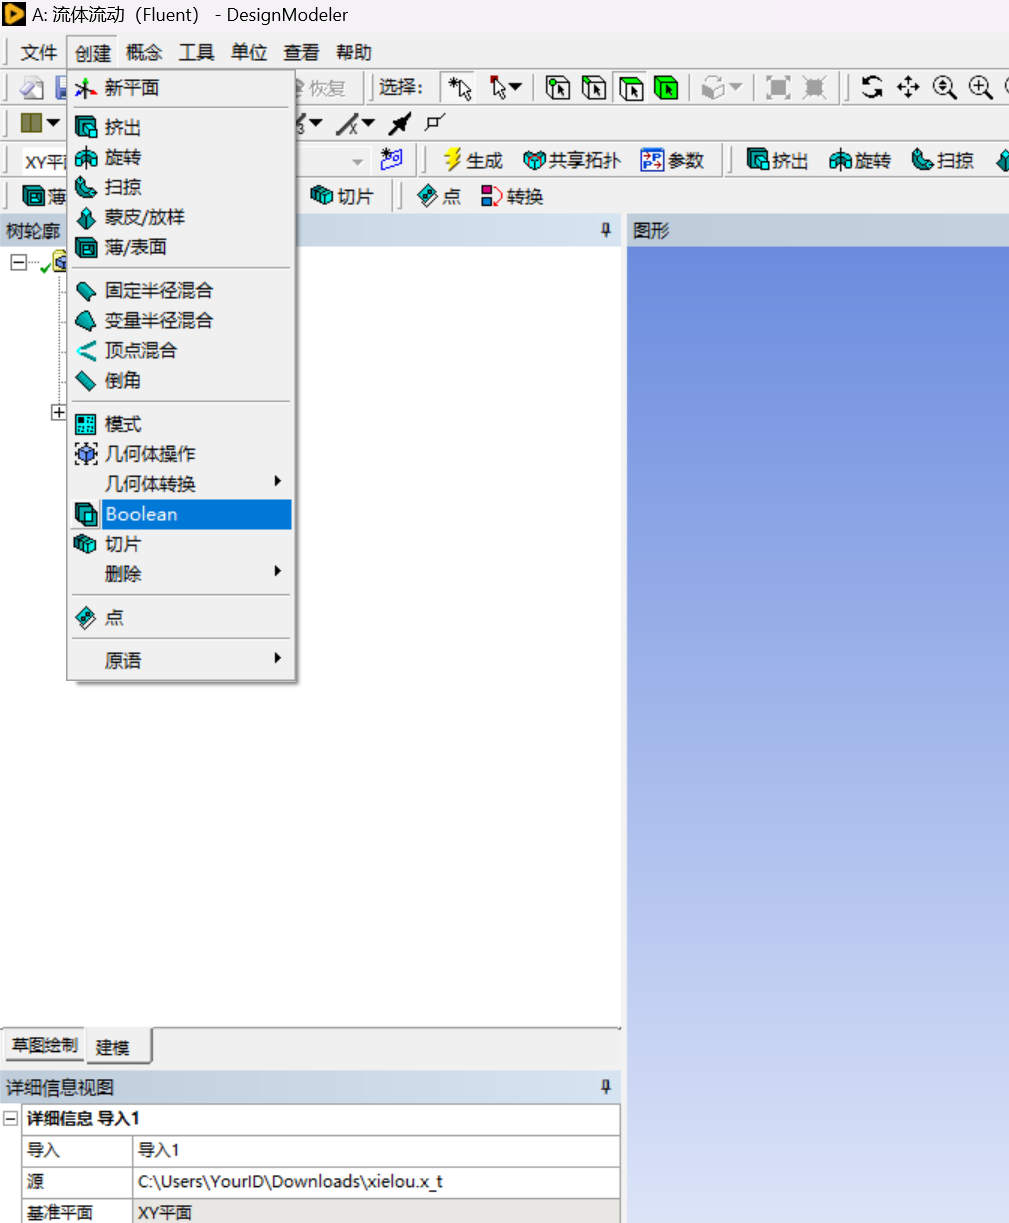 A: 流体流动（Fluent） - DesignModeler
文件 创建 概念 工具 单位 查看 帮助
新平面
恢复
选择:
挤出
旋转
扫掠
蒙皮/放样
薄/表面
固定半径混合
变量半径混合
顶点混合
倒角
模式
几何体操作
几何体转换
Boolean
切片
删除
点
原语
XY平
生成 共享拓扑 参数 挤出 旋转 扫掠
薄 切片 点 转换
树轮廓
图形
草图绘制 建模
详细信息视图
详细信息 导入1
导入 导入1
源 C:\Users\YourID\Downloads\xielou.x_t
基准平面 XY平面